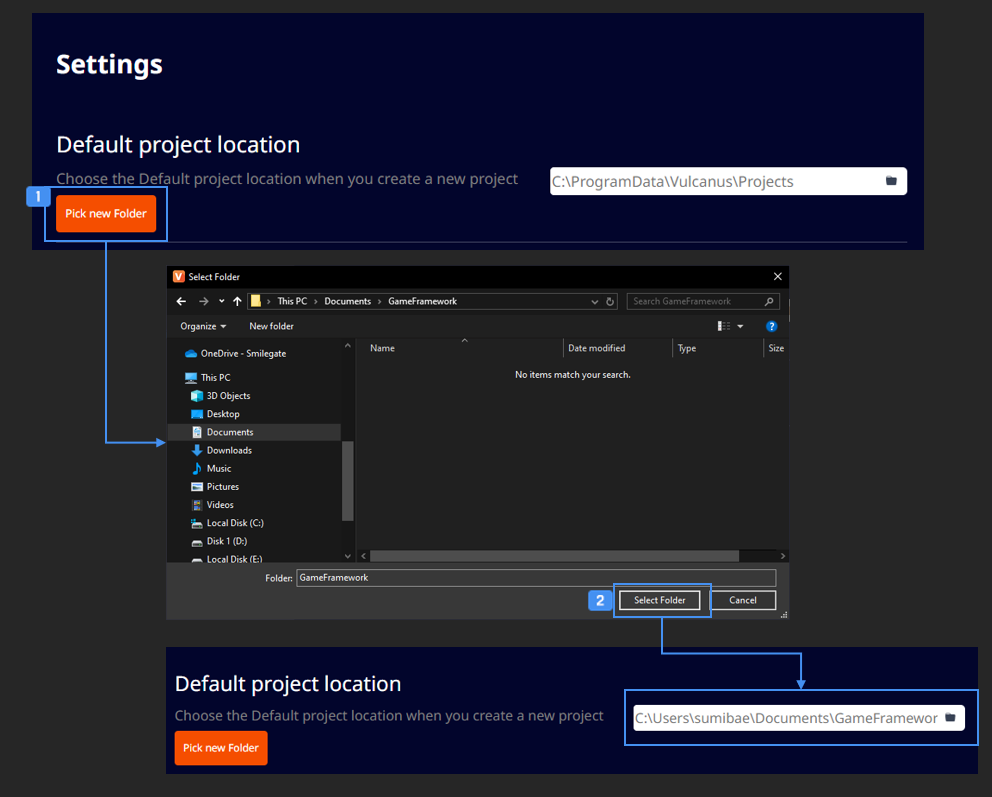 Settings
Default project location
Choose the Default project location when you create a new project
C:\ProgramData\Vulcanus\Projects
1
Pick new Folder
V Select Folder
This PC > Documents > GameFramework
Search GameFramework
Organize
New folder
?
Name
Date modified
Type
Size
No items match your search.
OneDrive - Smilegate
This PC
3D Objects
Desktop
Documents
Downloads
Music
Pictures
Videos
Local Disk (C:)
Disk 1 (D:)
Local Disk (E:)
Folder: GameFramework
2
Select Folder
Cancel
Default project location
Choose the Default project location when you create a new project
C:\Users\sumibae\Documents\GameFramewor
Pick new Folder